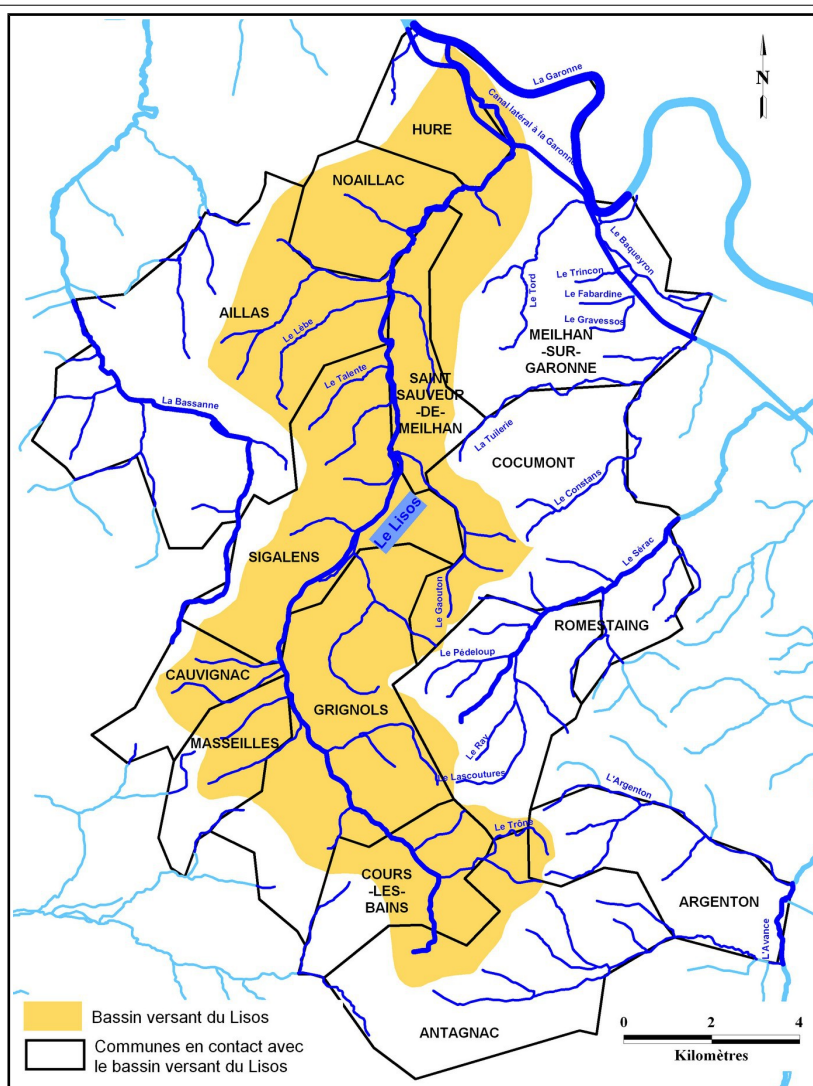 La Garonne
N
Canal latéral à la Garonne
HURE
NOAILLAC
Le Baqueyron
Le Tord
Le Trincon
Le Fabardine
Le Gravessos
AILLAS
Le Lèbe
MEILHAN
-SUR-
GARONNE
Le Talente
SAINT
SAUVEUR
-DE-
MEILHAN
La Bassanne
La Tuilerie
COCUMONT
Le Constans
Le Lisos
SIGALENS
Le Sérac
Le Gaouton
ROMESTAING
Le Pédeloup
CAUVIGNAC
GRIGNOLS
MASSEILLES
Le Ray
Le Lascoutures
L'Argenton
Le Trône
COURS
-LES-
BAINS
ARGENTON
L'Avance
ANTAGNAC
Bassin versant du Lisos
Communes en contact avec
le bassin versant du Lisos
0 2 4
Kilomètres